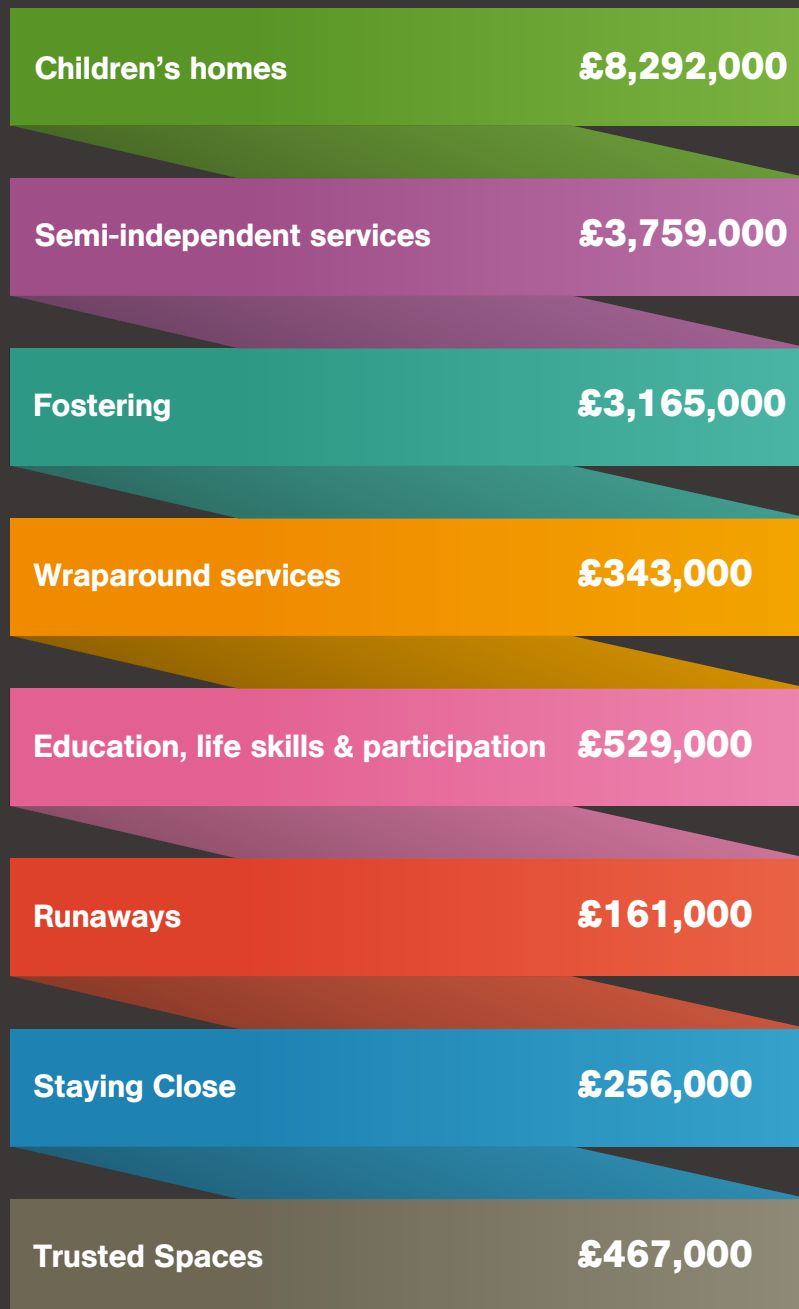 Children’s homes £8,292,000
Semi-independent services £3,759.000
Fostering £3,165,000
Wraparound services £343,000
Education, life skills & participation £529,000
Runaways £161,000
Staying Close £256,000
Trusted Spaces £467,000